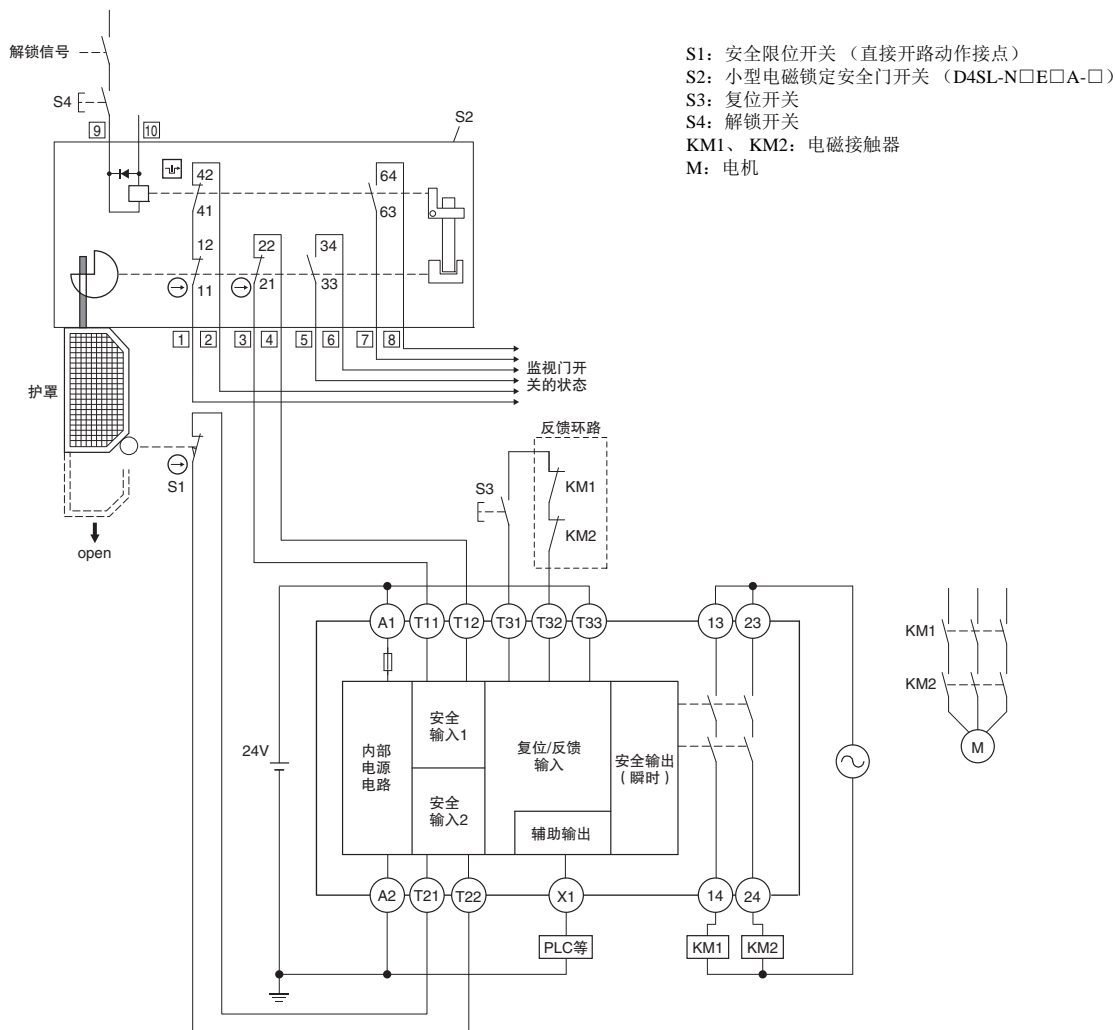 解锁信号
S4
9
10
S2
S1：安全限位开关 （直接开路动作接点）
S2：小型电磁锁定安全门开关 （D4SL-N□E□A-□）
S3：复位开关
S4：解锁开关
KM1、 KM2：电磁接触器
M：电机
42
41
64
63
12
11
22
21
34
33
1
2
3
4
5
6
7
8
护罩
监视门开
关的状态
S1
open
反馈环路
S3
KM1
KM2
A1
T11
T12
T31
T32
T33
13
23
KM1
KM2
M
24V
内部
电源
电路
安全
输入1
安全
输入2
复位/反馈
输入
辅助输出
安全输出
（瞬时）
A2
T21
T22
X1
14
24
PLC等
KM1
KM2